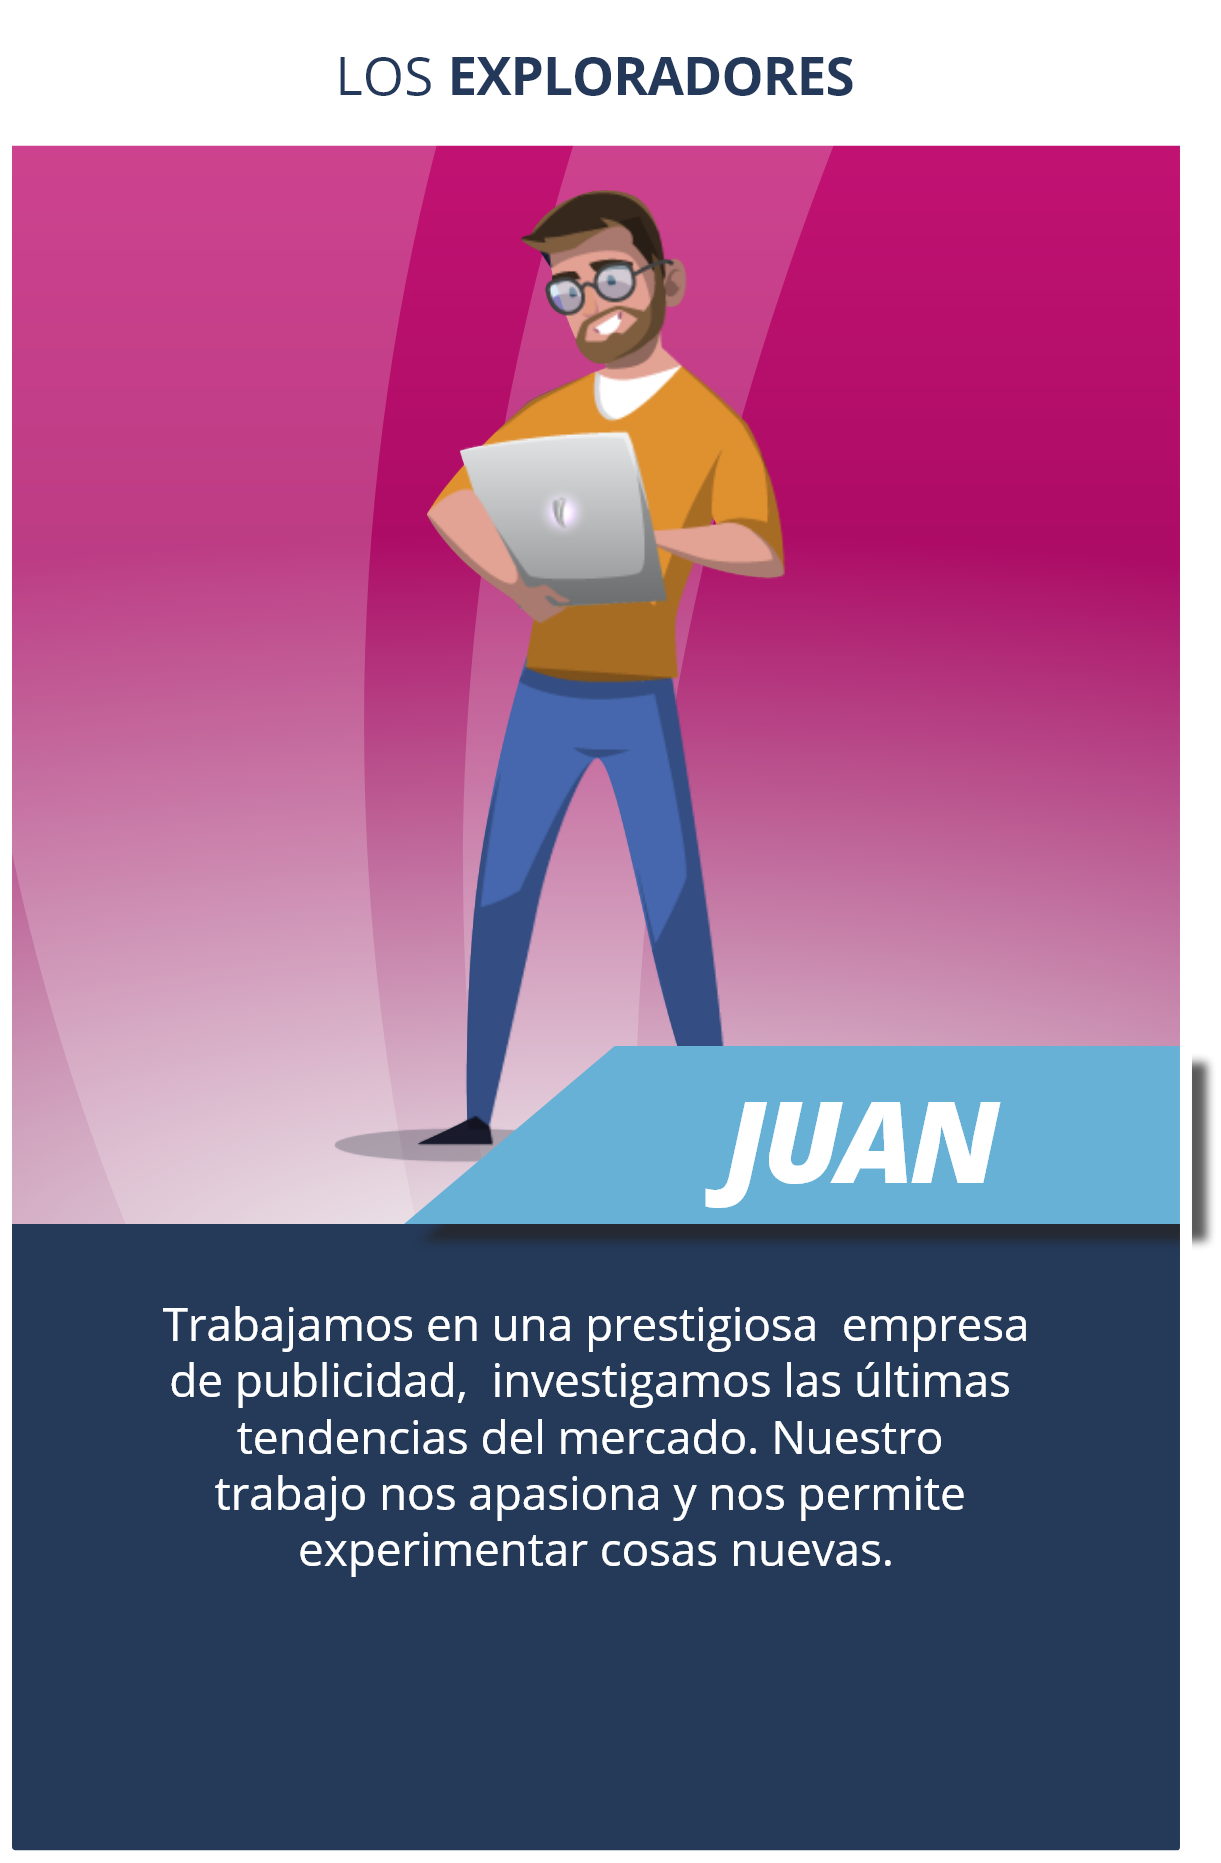 LOS EXPLORADORES
JUAN
Trabajamos en una prestigiosa empresa
de publicidad, investigamos las últimas
tendencias del mercado. Nuestro
trabajo nos apasiona y nos permite
experimentar cosas nuevas.